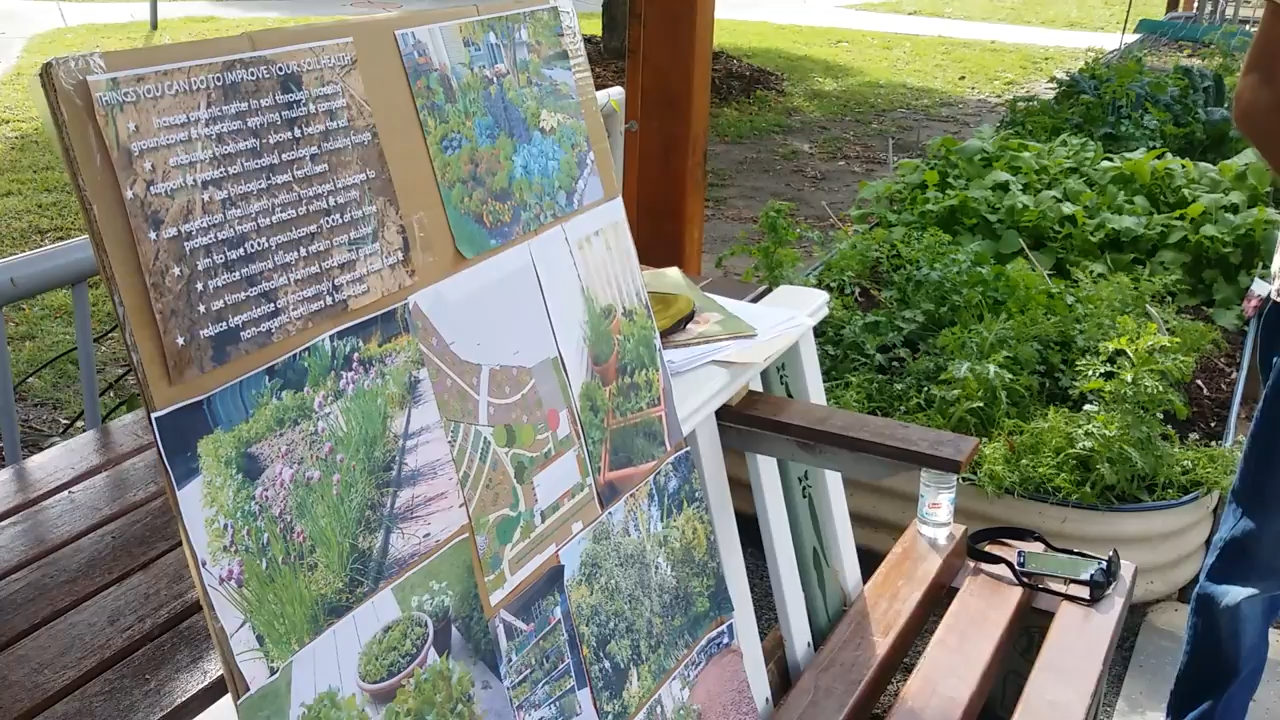 THINGS YOU CAN DO TO IMPROVE YOUR SOIL HEALTH
★ increase organic matter in soil through increasing
groundcover & vegetation, applying mulch & compost
★ encourage biodiversity - above & below the soil
★ support & protect soil microbial ecologies, including fungi
★ use biological-based fertilisers
★ use vegetation intelligently within managed landscape to
protect soils from the effects of wind & salinity
aim to have 100% groundcover, 100% of the time
★ practice minimal tillage & retain crop stubble
★ use time-controlled planned rotational grazing
reduce dependence on increasingly expensive fossil fuels &
★ non-organic fertilisers & biocides